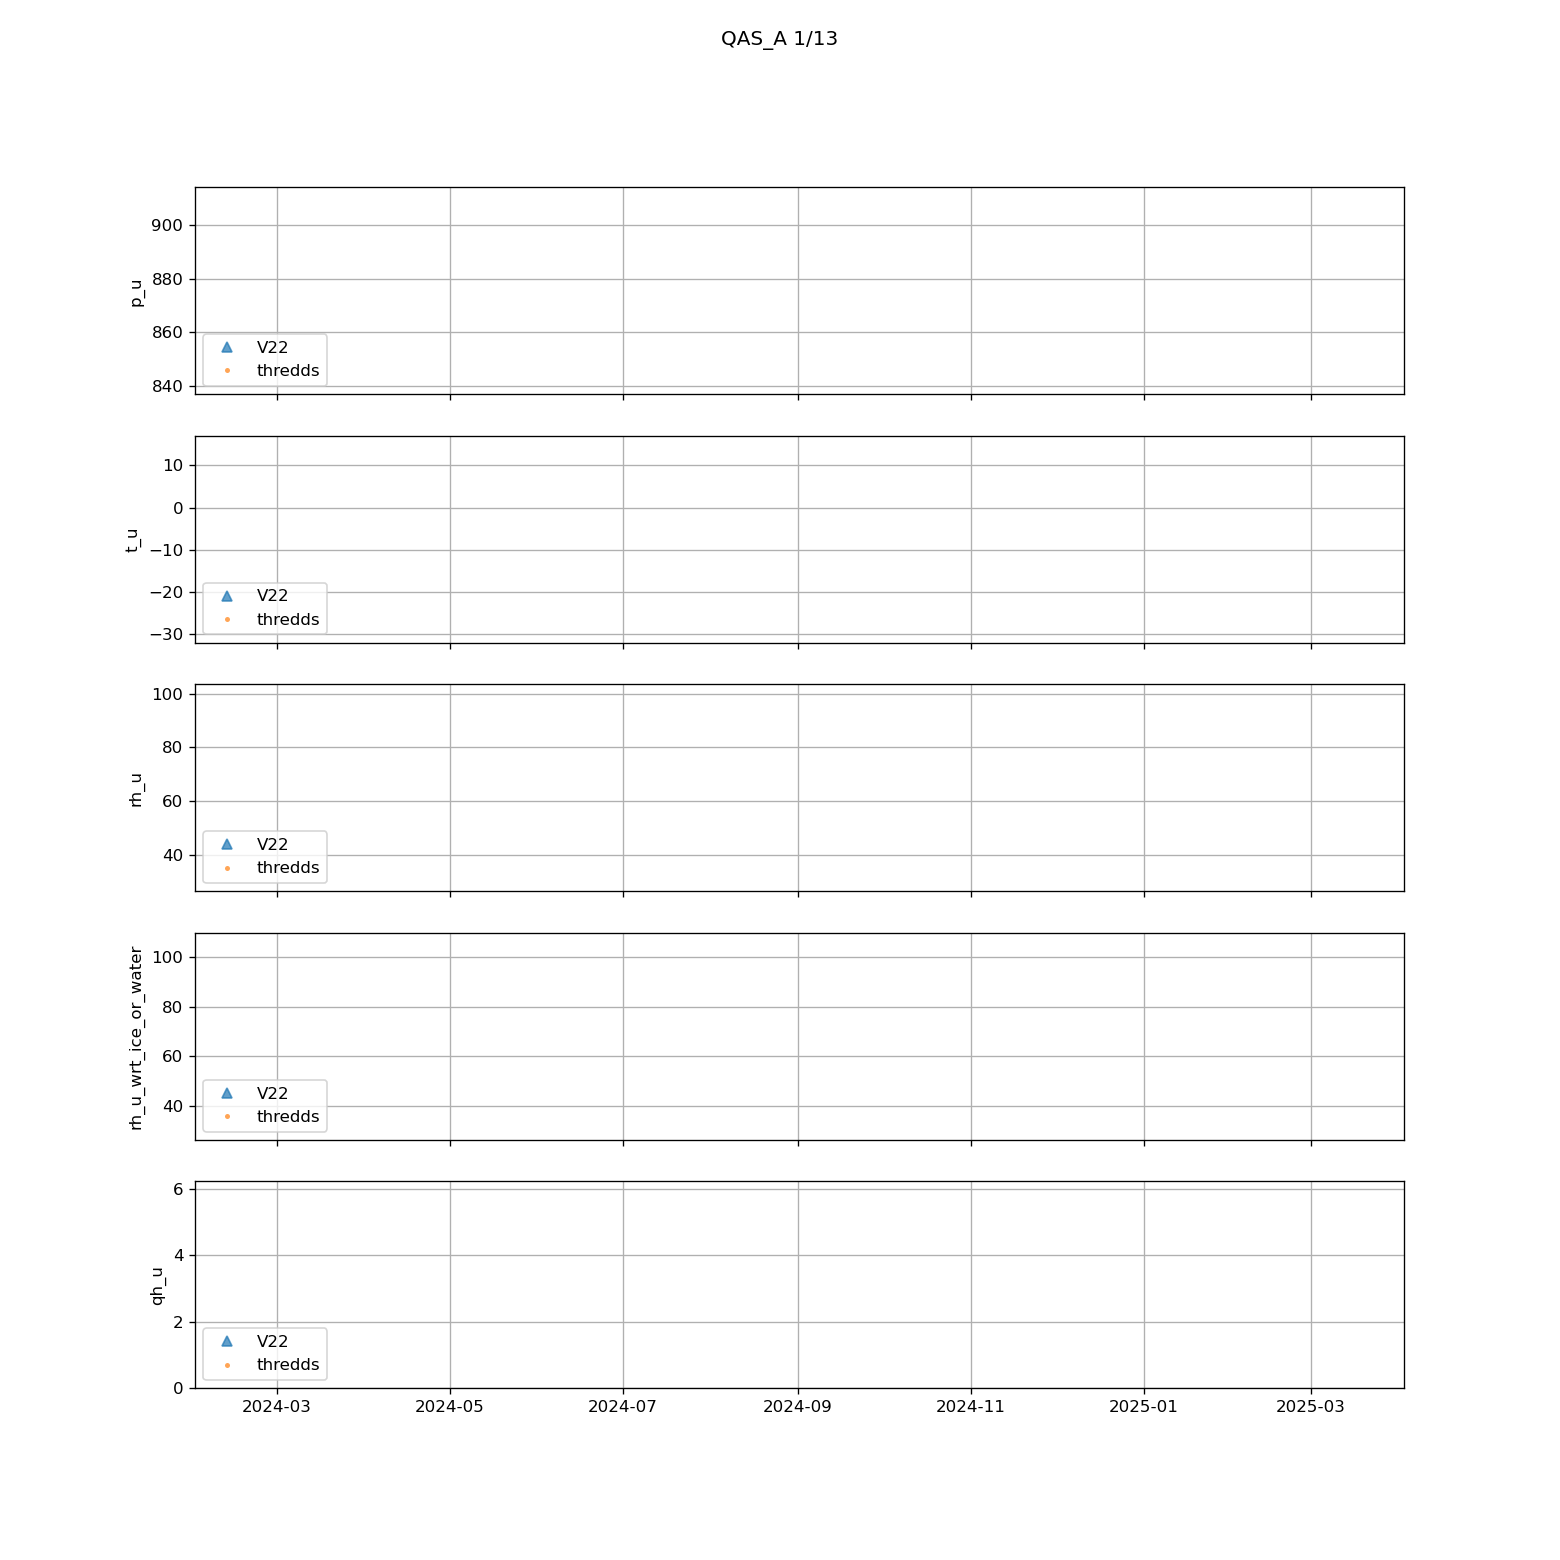 QAS_A 1/13
900
880
860
840
p_u
V22
thredds
10
0
−10
−20
−30
t_u
V22
thredds
100
80
60
40
rh_u
V22
thredds
100
80
60
40
rh_u_wrt_ice_or_water
V22
thredds
6
4
2
0
qh_u
V22
thredds
2024-03 2024-05 2024-07 2024-09 2024-11 2025-01 2025-03